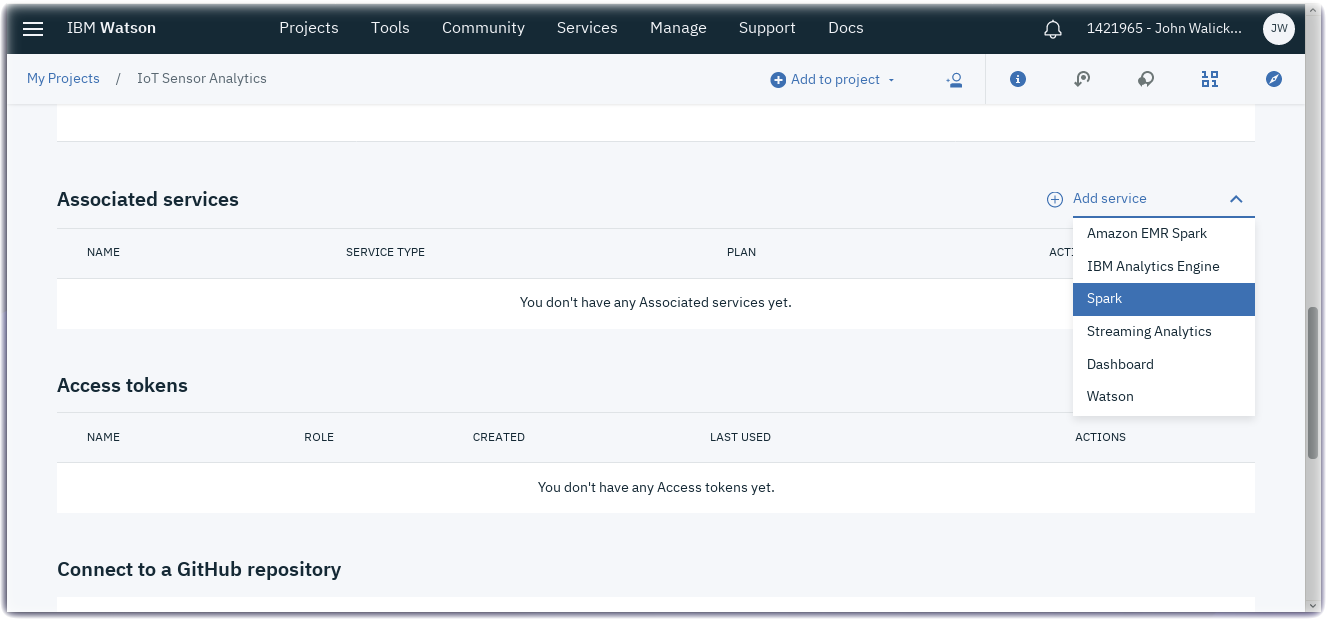 IBM Watson Projects Tools Community Services Manage Support Docs 1421965 - John Walick... JW
My Projects / IoT Sensor Analytics Add to project
Associated services Add service
NAME SERVICE TYPE PLAN ACTI
Amazon EMR Spark
IBM Analytics Engine
Spark
Streaming Analytics
Dashboard
Watson
You don't have any Associated services yet.
Access tokens
NAME ROLE CREATED LAST USED ACTIONS
You don't have any Access tokens yet.
Connect to a GitHub repository